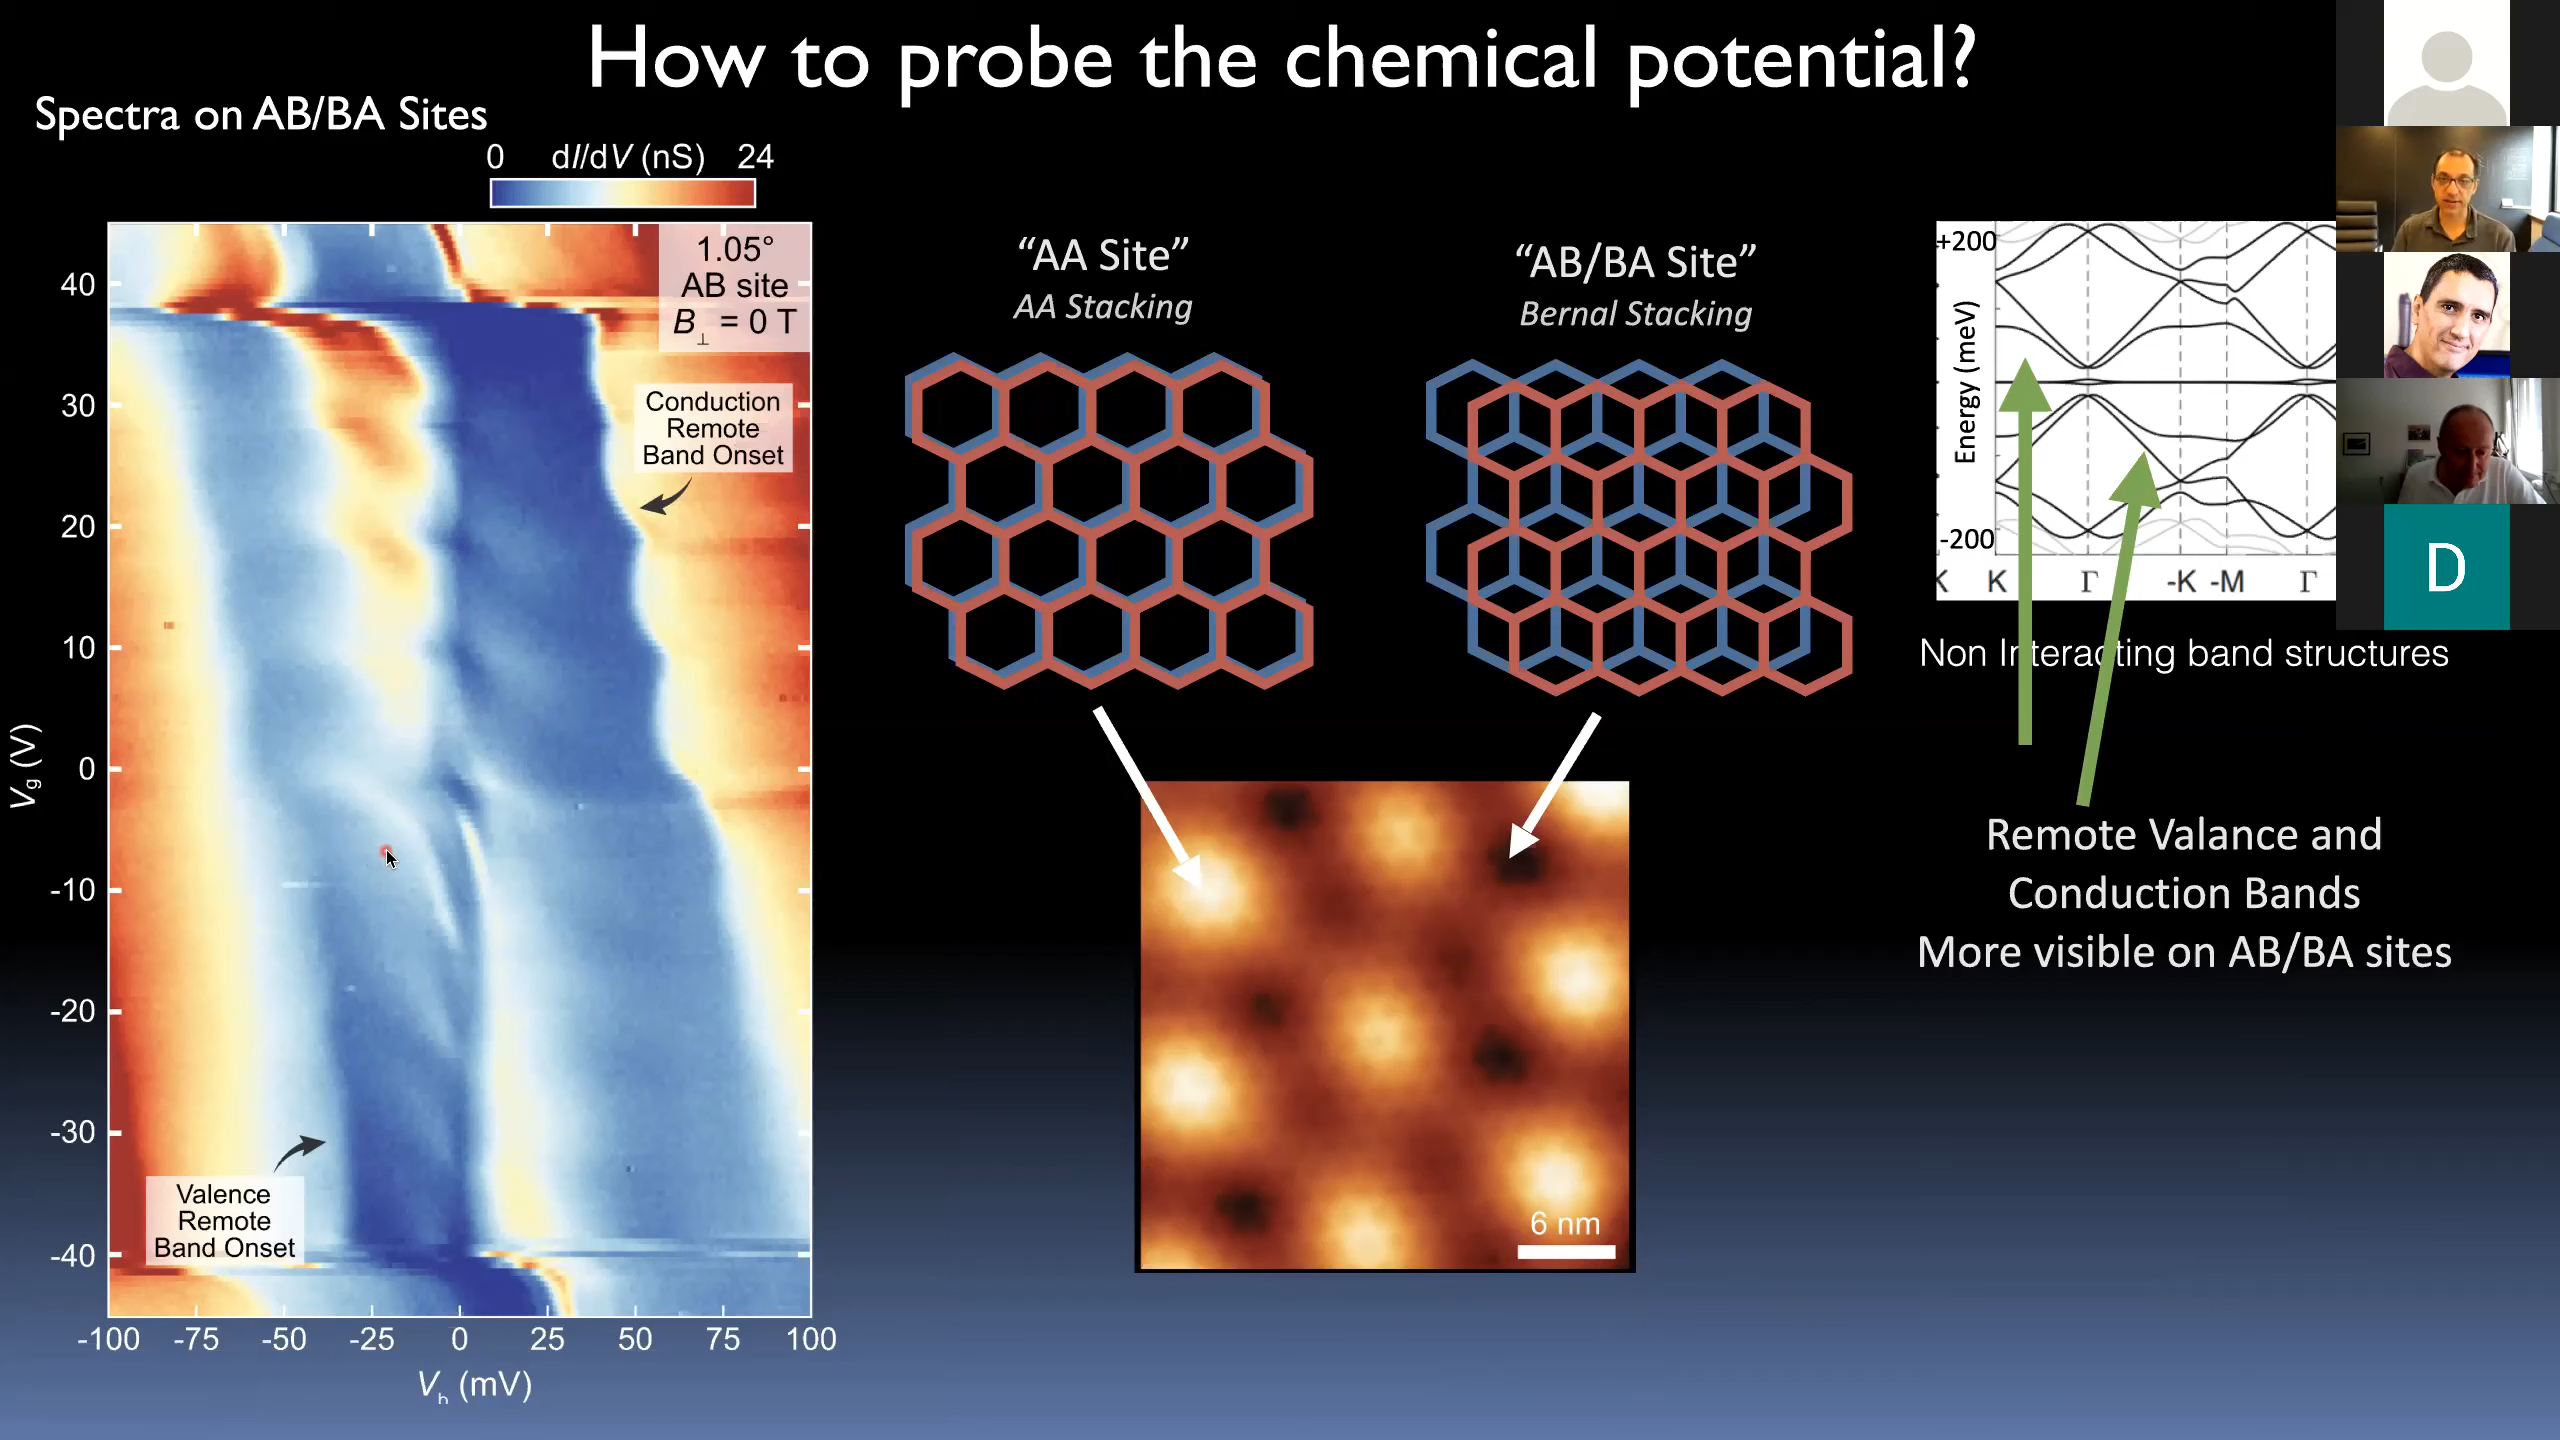 How to probe the chemical potential?
Spectra on AB/BA Sites
0 dI/dV (nS) 24
1.05°
AB site
B⊥ = 0 T
Conduction
Remote
Band Onset
Valence
Remote
Band Onset
40
30
20
10
0
-10
-20
-30
-40
Vg (V)
-100 -75 -50 -25 0 25 50 75 100
Vb (mV)
“AA Site”
AA Stacking
“AB/BA Site”
Bernal Stacking
6 nm
+200
Energy (meV)
-200
K K Γ -K -M Γ
Non Interacting band structures
Remote Valance and
Conduction Bands
More visible on AB/BA sites
D